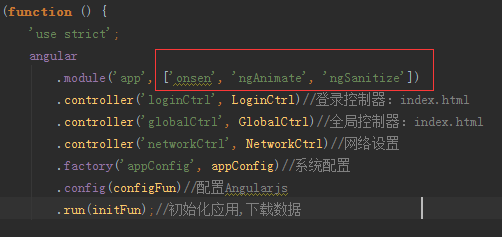 (function () {
'use strict';
angular
.module('app', ['onsen', 'ngAnimate', 'ngSanitize'])
.controller('loginCtrl', LoginCtrl)//登录控制器: index.html
.controller('globalCtrl', GlobalCtrl)//全局控制器: index.html
.controller('networkCtrl', NetworkCtrl)//网络设置
.factory('appConfig', appConfig)//系统配置
.config(configFun)//配置Angularjs
.run(initFun);//初始化应用,下载数据